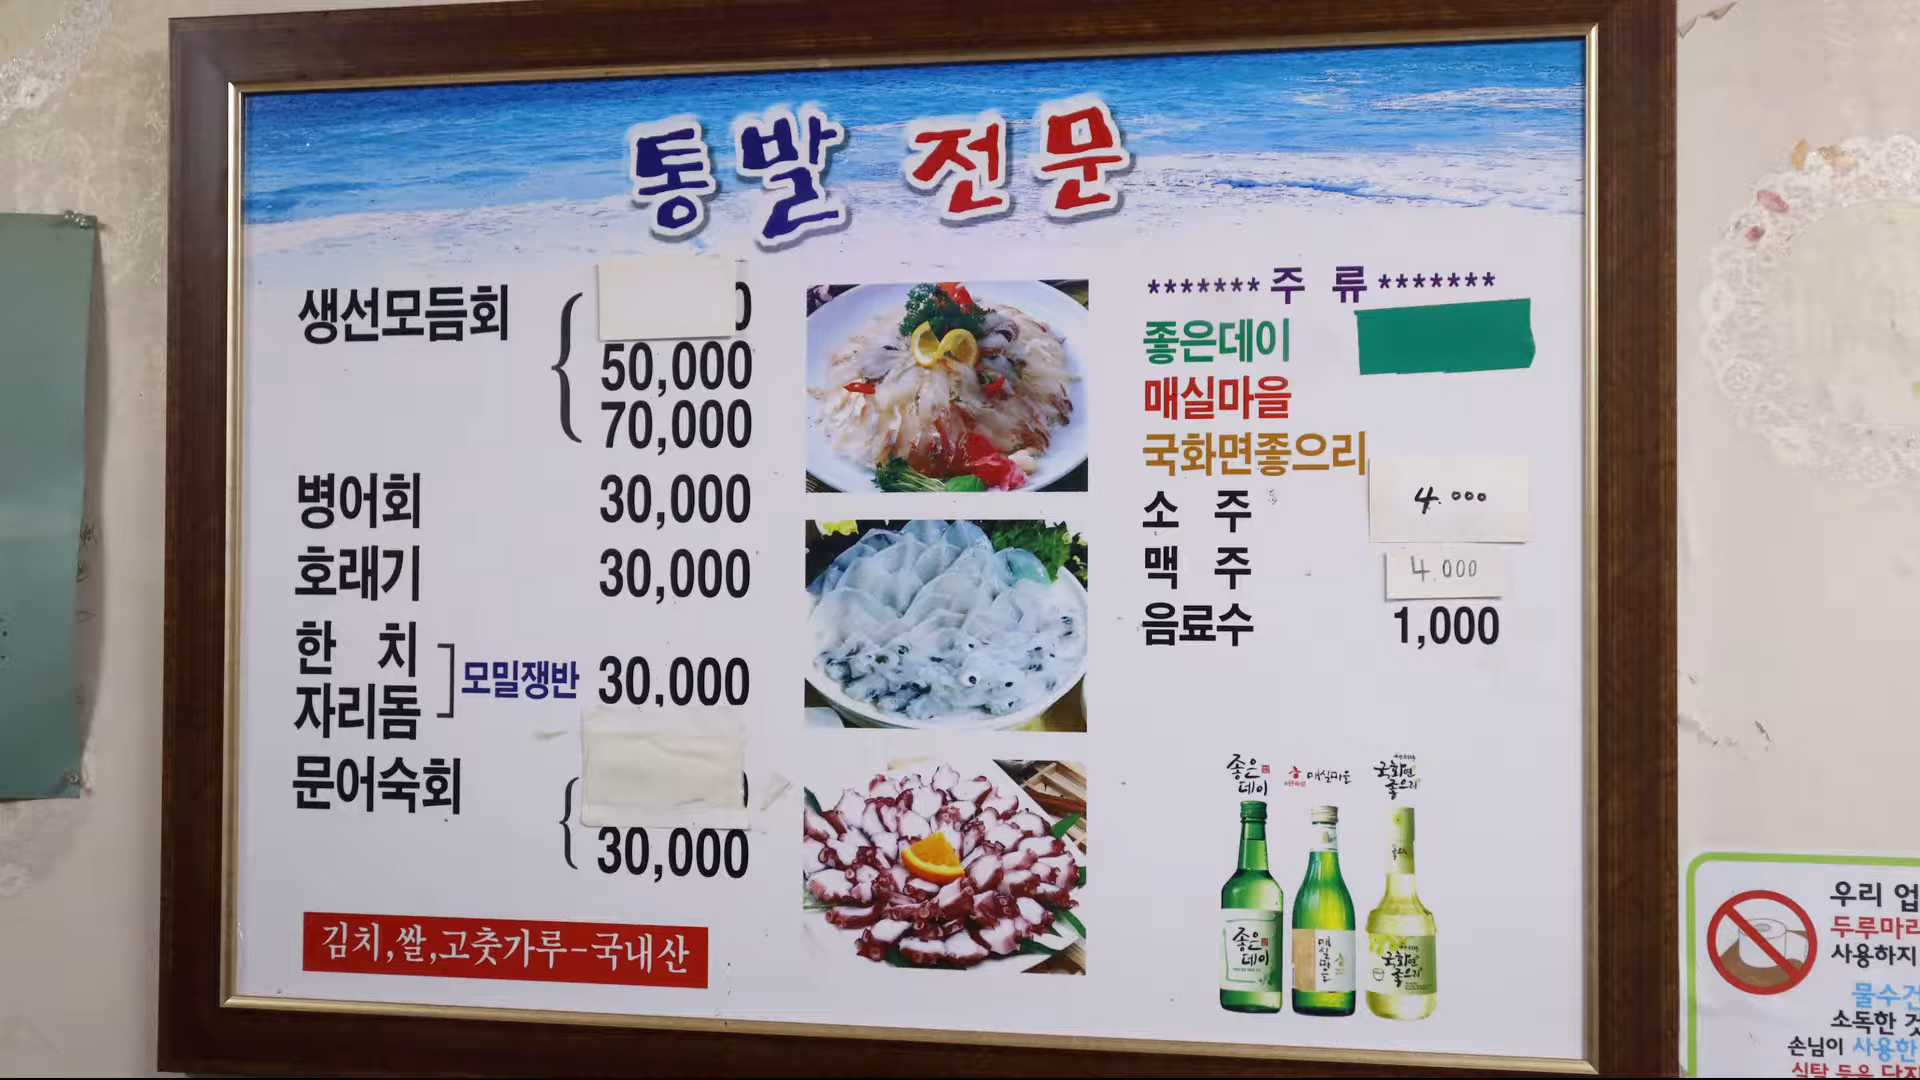 통발 전문
생선모듬회
50,000
70,000
병어회 30,000
호래기 30,000
한 치
자리돔
모밀쟁반 30,000
문어숙회
30,000
김치,쌀,고춧가루-국내산
******* 주 류 *******
좋은데이
매실마을
국화면좋으리
소 주 4.000
맥 주 4.000
음료수 1,000
좋은데이
매실마을
국화면좋으리
좋은데이
매실마을
국화면좋으리
우리 업
두루마리
사용하지
물수건
소독한 것
손님이 사용한
식탁 등을 닦지